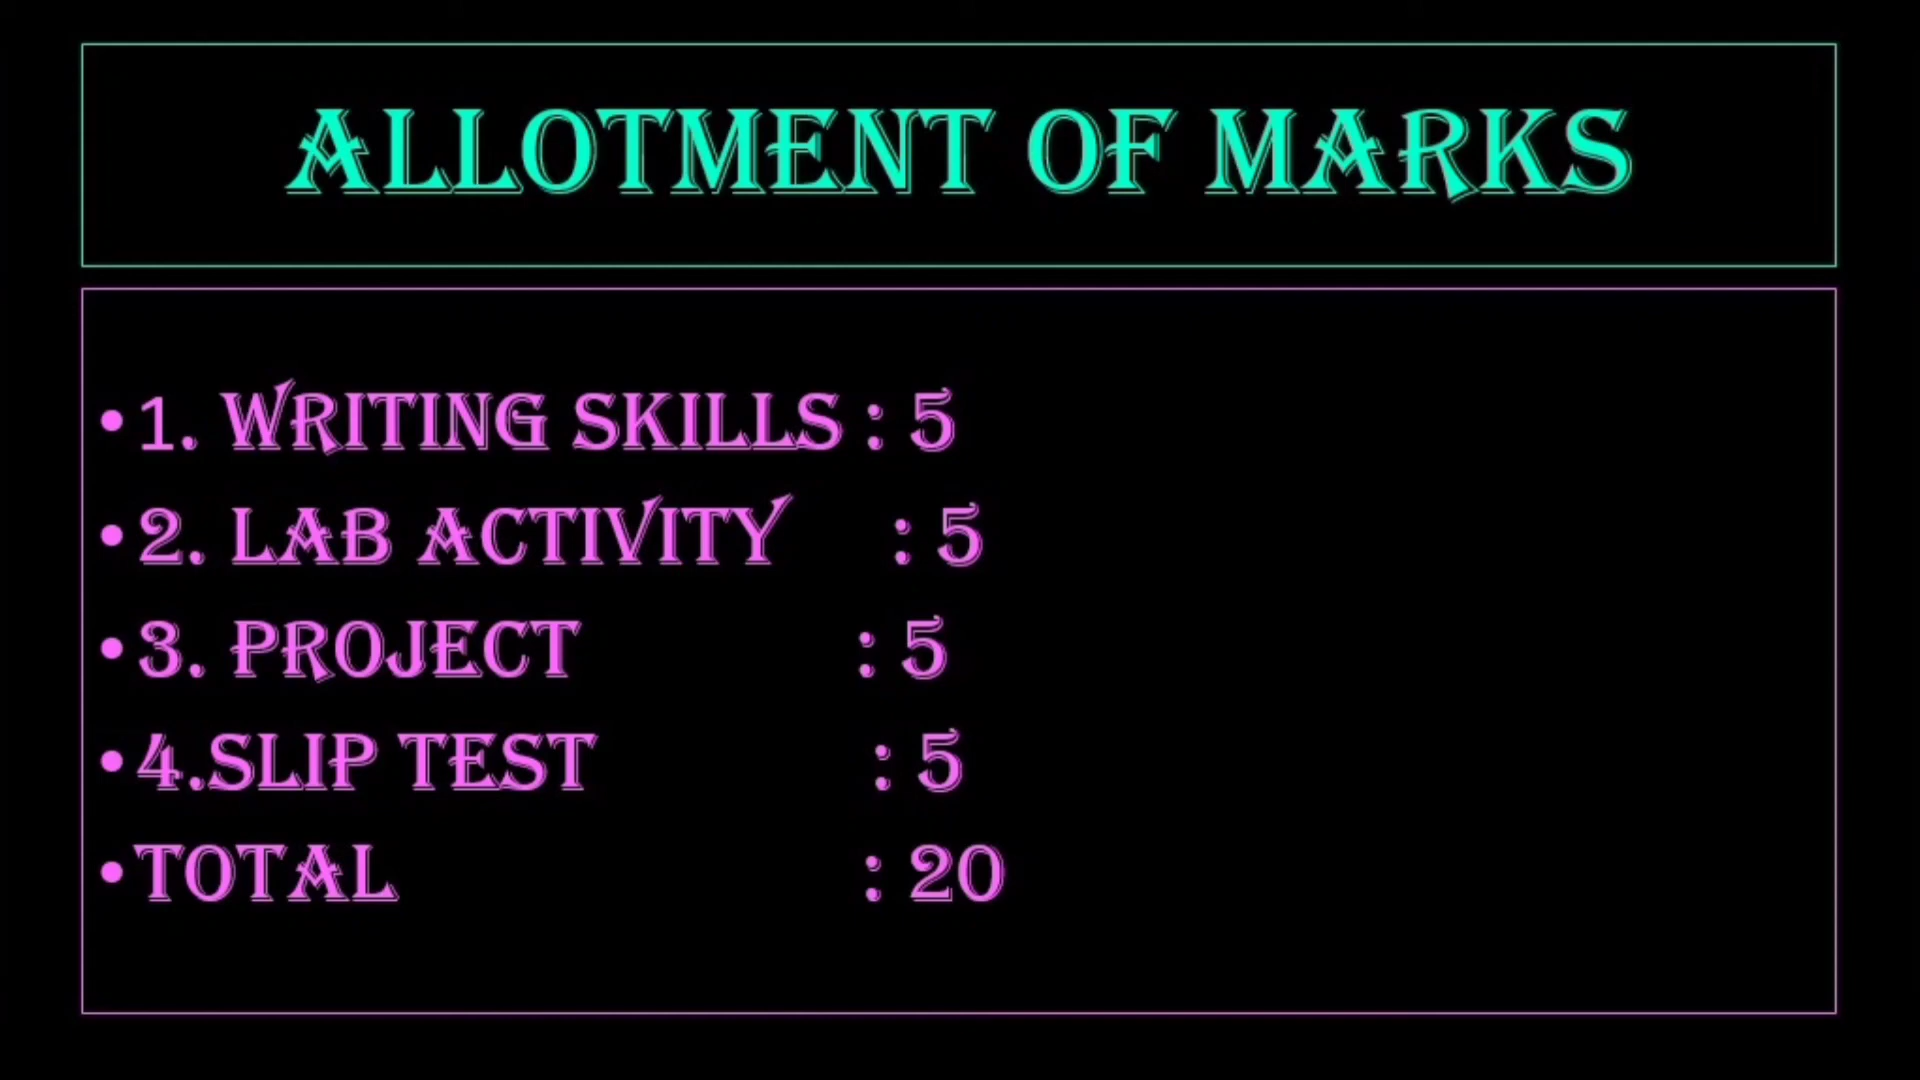 ALLOTMENT OF MARKS
•1. WRITING SKILLS : 5
•2. LAB ACTIVITY : 5
•3. PROJECT : 5
•4.SLIP TEST : 5
•TOTAL : 20